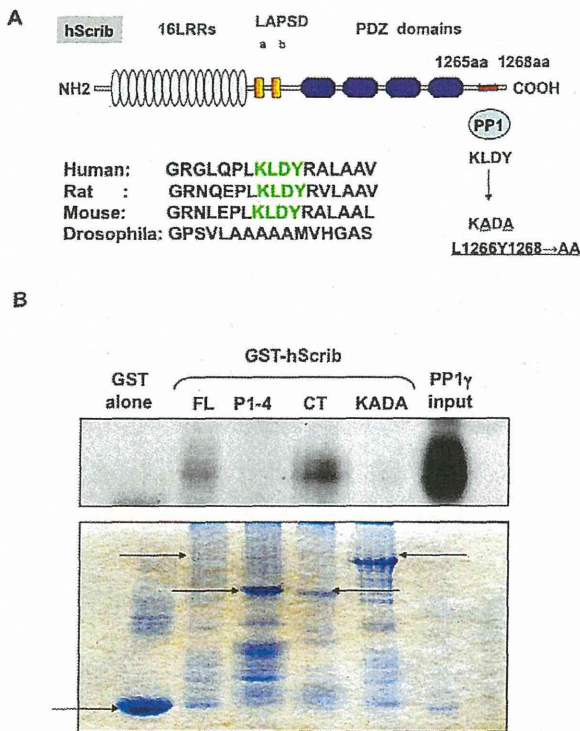 A
hScrib 16LRRs LAPSD PDZ domains
a b
1265aa 1268aa
NH2 COOH
PP1
KLDY
KADA
L1266Y1268→AA
Human: GRGLQPLKLDYRALAAV
Rat : GRNQEPLKLDYRVLAAV
Mouse: GRNLEPLKLDYRALAAL
Drosophila: GPSVLAAAAAMVHGAS
B
GST-hScrib
GST alone FL P1-4 CT KADA PP1γ input